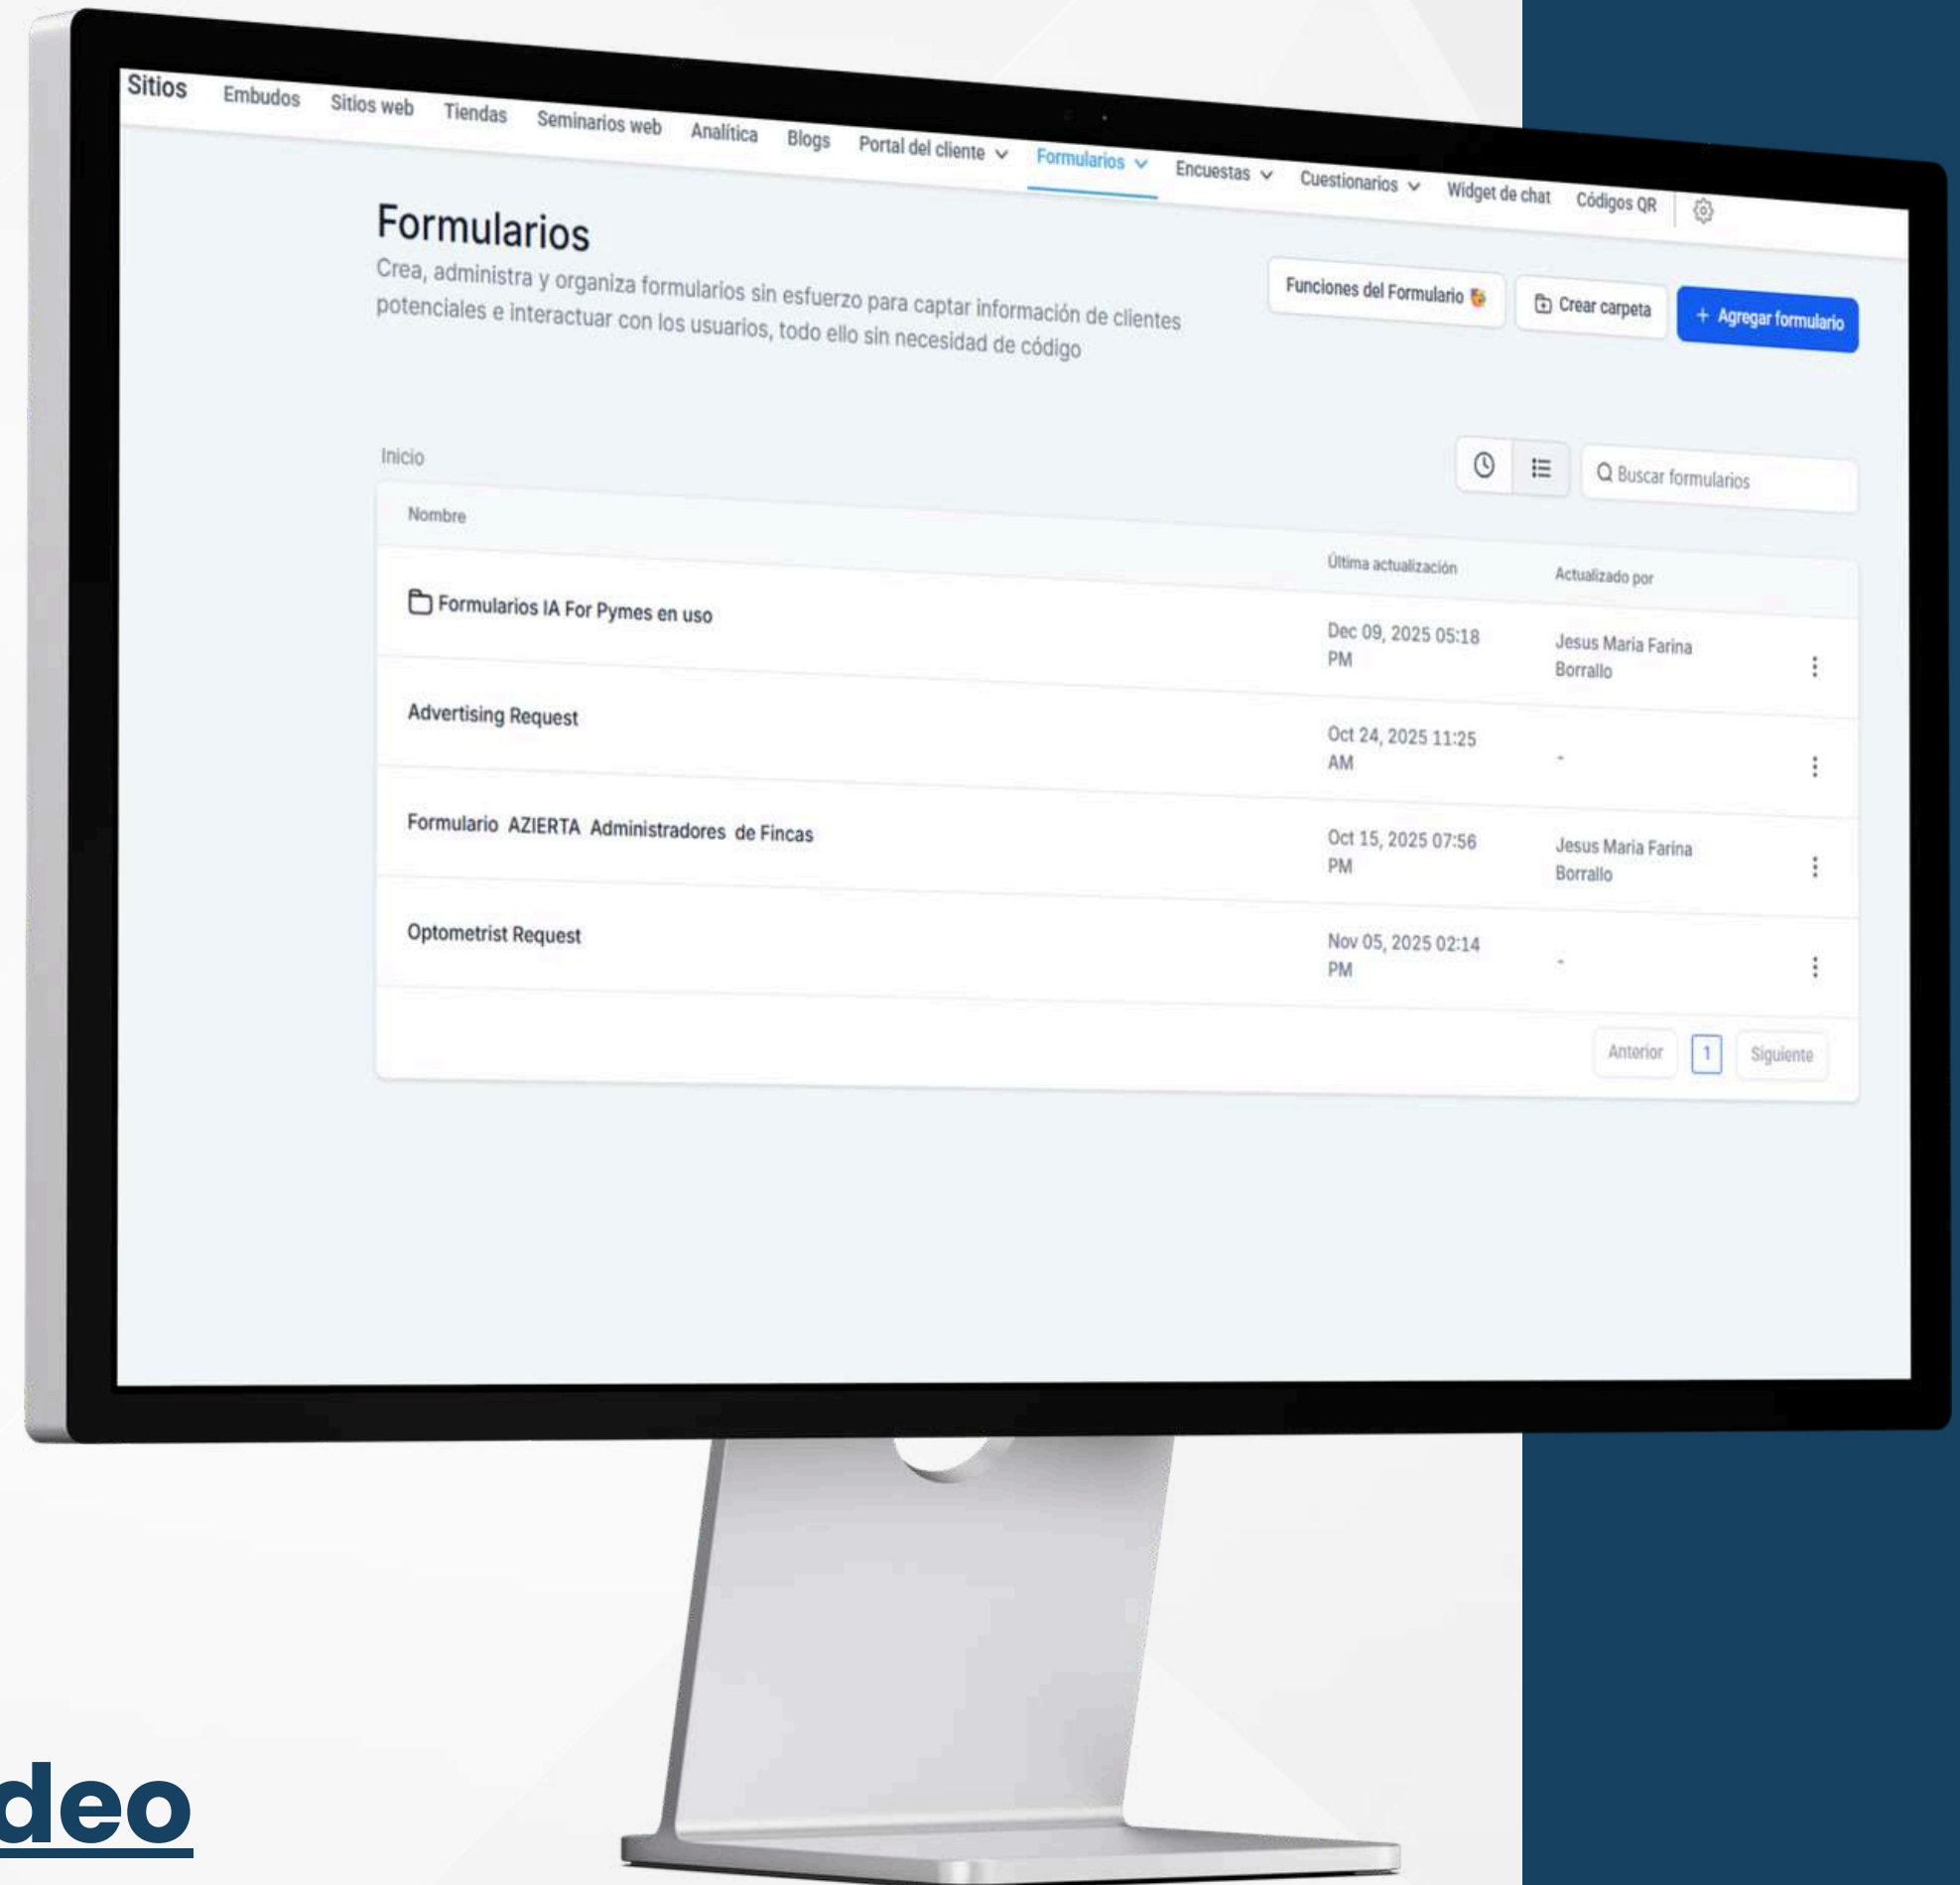 Sitios Embudos Sitios web Tiendas Seminarios web Analítica Blogs Portal del cliente Formularios Encuestas Cuestionarios Widget de chat Códigos QR
Formularios
Crea, administra y organiza formularios sin esfuerzo para captar información de clientes
potenciales e interactuar con los usuarios, todo ello sin necesidad de código
Funciones del Formulario
Crear carpeta
+ Agregar formulario
Inicio
Buscar formularios
Nombre Última actualización Actualizado por
Formularios IA For Pymes en uso
Dec 09, 2025 05:18
PM
Jesus Maria Farina
Borrallo
Advertising Request
Oct 24, 2025 11:25
AM
-
Formulario AZIERTA Administradores de Fincas
Oct 15, 2025 07:56
PM
Jesus Maria Farina
Borrallo
Optometrist Request
Nov 05, 2025 02:14
PM
-
Anterior 1 Siguiente
deo